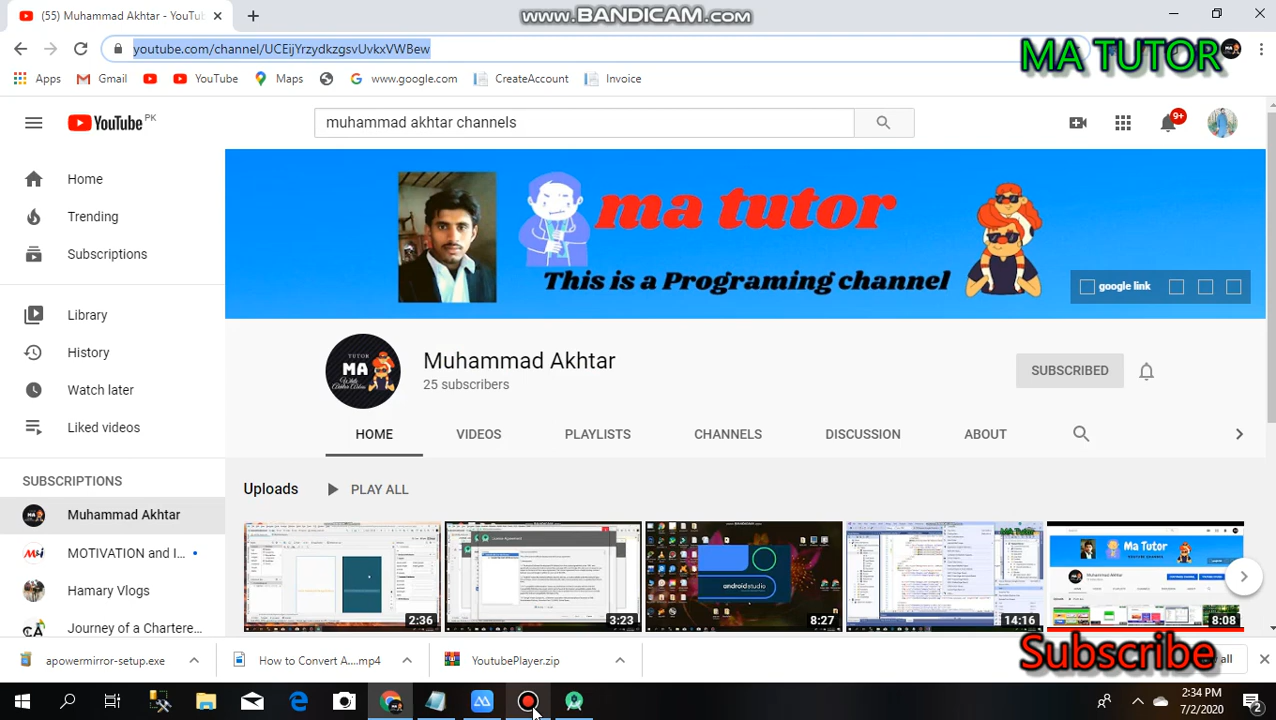 (55) Muhammad Akhtar - YouTu
www.BANDICAM.com
youtube.com/channel/UCEijYrzydkzgsvUvkxVWBew
MA TUTOR
Apps
Gmail
YouTube
Maps
www.google.com
CreateAccount
Invoice
YouTube PK
muhammad akhtar channels
9+
Home
Trending
Subscriptions
Library
History
Watch later
Liked videos
SUBSCRIPTIONS
Muhammad Akhtar
MOTIVATION and I...
Hamary Vlogs
Journey of a Chartere...
ma tutor
This is a Programing channel
google link
TUTOR
MA
Muhammad Akhtar
25 subscribers
SUBSCRIBED
HOME
VIDEOS
PLAYLISTS
CHANNELS
DISCUSSION
ABOUT
Uploads
PLAY ALL
2:36
3:23
android studio
8:27
14:16
Ma Tutor
8:08
apowermirror-setup.exe
How to Convert A....mp4
YoutubePlayer.zip
Subscribe
all
2:34 PM
7/2/2020
2